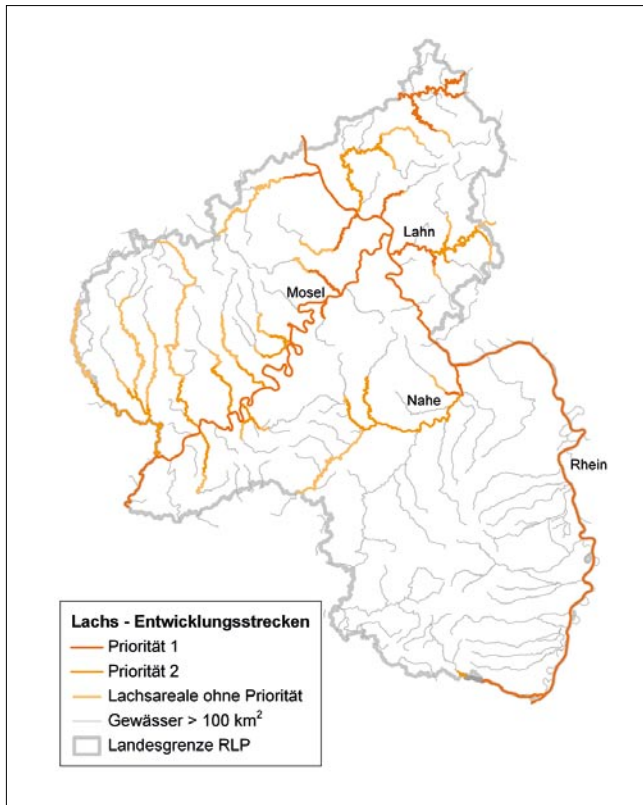 Lahn
Mosel
Nahe
Rhein
Lachs - Entwicklungsstrecken
Priorität 1
Priorität 2
Lachsareale ohne Priorität
Gewässer > 100 km²
Landesgrenze RLP